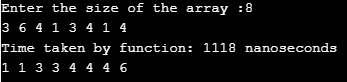 Enter the size of the array :8
3 6 4 1 3 4 1 4
Time taken by function: 1118 nanoseconds
1 1 3 3 4 4 4 6